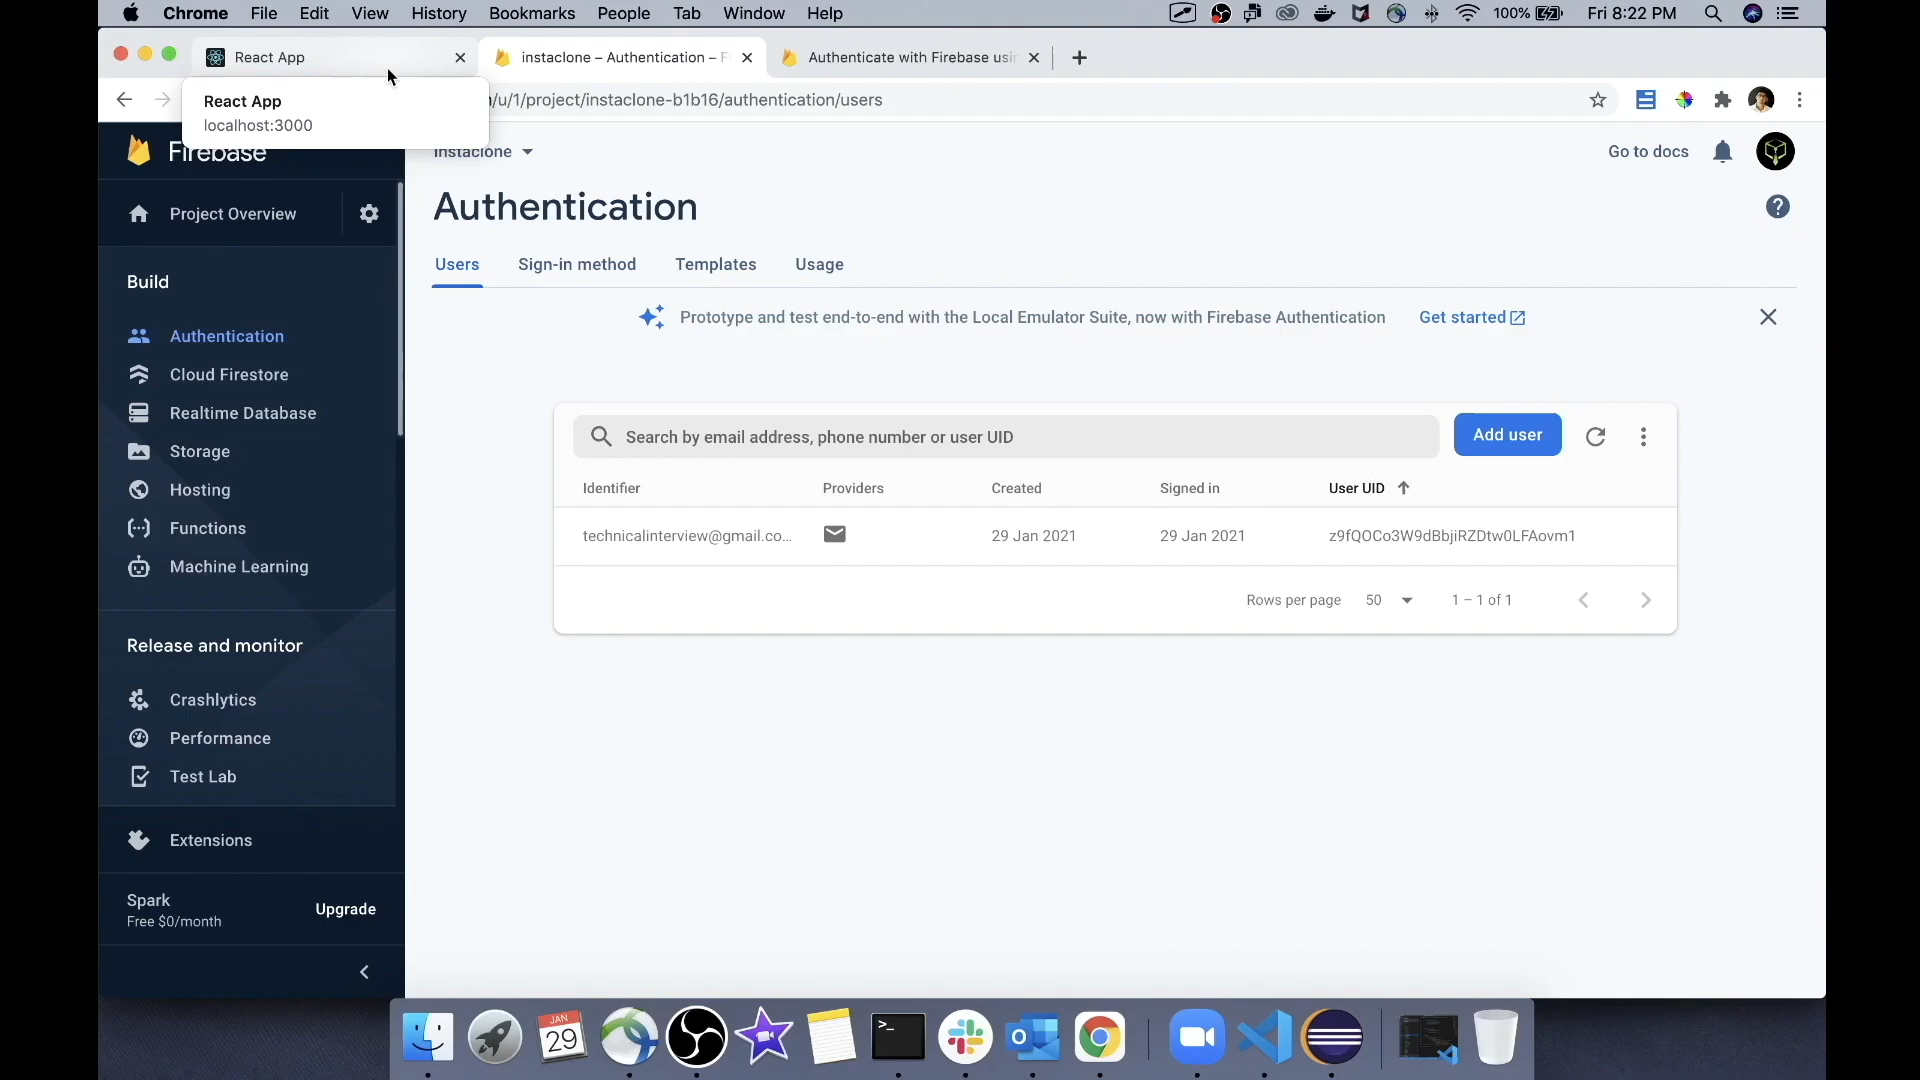 Chrome File Edit View History Bookmarks People Tab Window Help 100% Fri 8:22 PM
React App
instaclone – Authentication – F
Authenticate with Firebase usin
React App
localhost:3000
/u/1/project/instaclone-b1b16/authentication/users
Firebase
instaclone
Go to docs
Project Overview
Authentication
Users Sign-in method Templates Usage
Build
Prototype and test end-to-end with the Local Emulator Suite, now with Firebase Authentication Get started
Authentication
Cloud Firestore
Realtime Database
Storage
Hosting
Functions
Machine Learning
Search by email address, phone number or user UID
Add user
Identifier Providers Created Signed in User UID
technicalinterview@gmail.co... 29 Jan 2021 29 Jan 2021 z9fQOCo3W9dBbjiRZDtw0LFAovm1
Rows per page 50 1 – 1 of 1
Release and monitor
Crashlytics
Performance
Test Lab
Extensions
Spark
Free $0/month
Upgrade
JAN
29